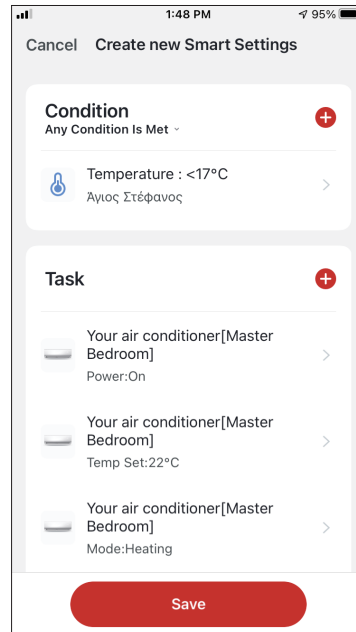 1:48 PM
95%
Cancel
Create new Smart Settings
Condition
Any Condition Is Met
Temperature : <17°C
Άγιος Στέφανος
Task
Your air conditioner[Master
Bedroom]
Power:On
Your air conditioner[Master
Bedroom]
Temp Set:22°C
Your air conditioner[Master
Bedroom]
Mode:Heating
Save